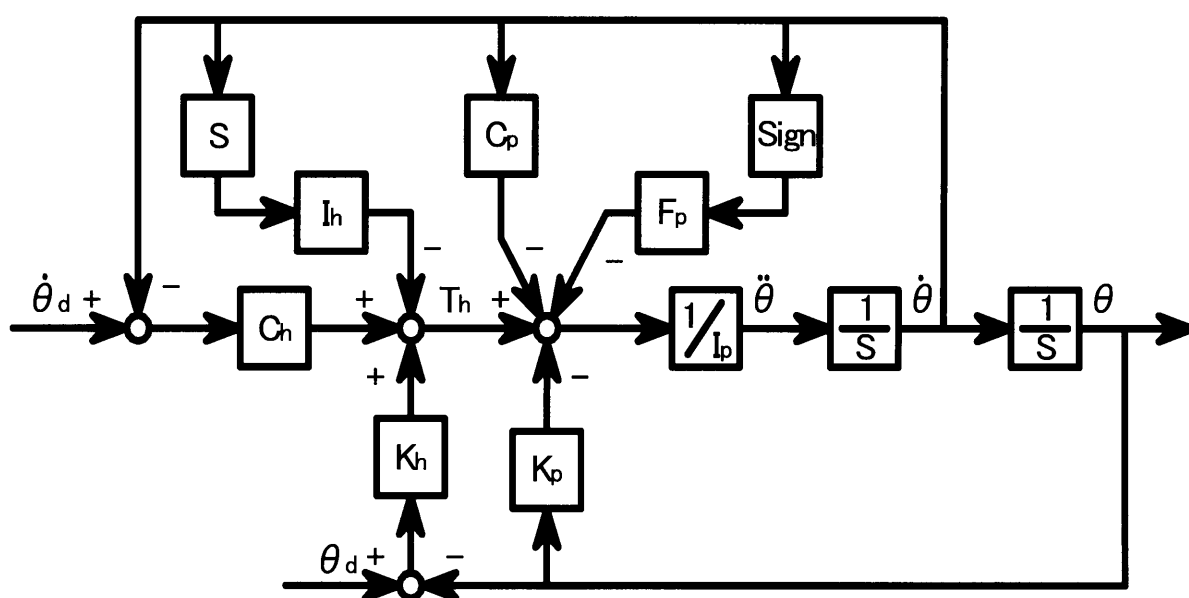 S
Cp
Sign
Ih
Fp
−
−
−
θ̇d + −
Ch
+
Th
+
1/Ip
θ̈
1/S
θ̇
1/S
θ
+
−
Kh
Kp
θd + −